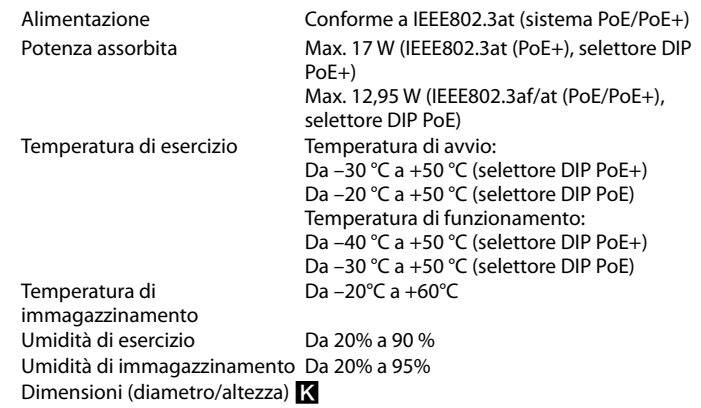 Alimentazione Conforme a IEEE802.3at (sistema PoE/PoE+)
Potenza assorbita Max. 17 W (IEEE802.3at (PoE+), selettore DIP
PoE+)
Max. 12,95 W (IEEE802.3af/at (PoE/PoE+),
selettore DIP PoE)
Temperatura di esercizio Temperatura di avvio:
Da –30 °C a +50 °C (selettore DIP PoE+)
Da –20 °C a +50 °C (selettore DIP PoE)
Temperatura di funzionamento:
Da –40 °C a +50 °C (selettore DIP PoE+)
Da –30 °C a +50 °C (selettore DIP PoE)
Temperatura di Da –20°C a +60°C
immagazzinamento
Umidità di esercizio Da 20% a 90 %
Umidità di immagazzinamento Da 20% a 95%
Dimensioni (diametro/altezza) K